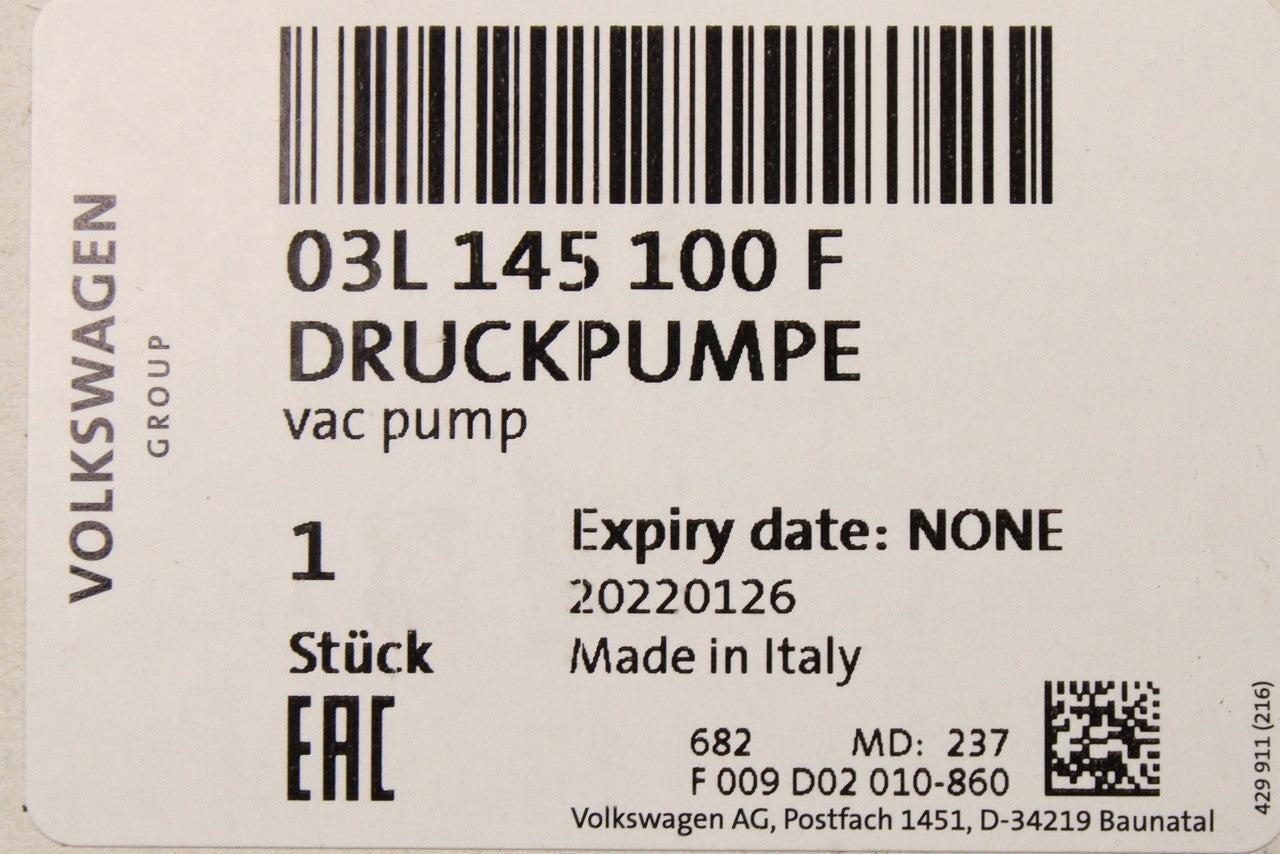 VOLKSWAGEN
GROUP
03L 145 100 F
DRUCKPUMPE
vac pump
1
Stück
EAC
Expiry date: NONE
20220126
Made in Italy
682 MD: 237
F 009 D02 010-860
Volkswagen AG, Postfach 1451, D-34219 Baunatal
429 911 (216)